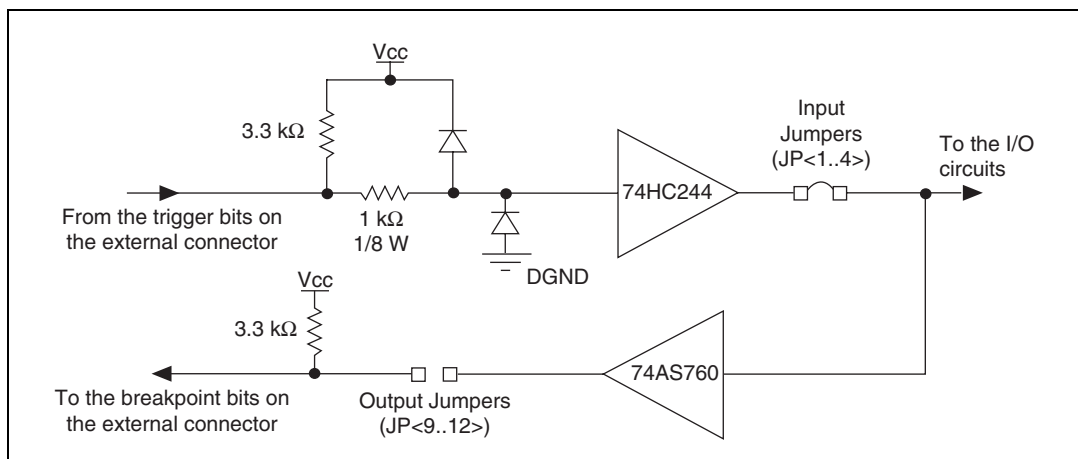 Vcc
3.3 kΩ
Input
Jumpers
(JP<1..4>)
To the I/O
circuits
74HC244
From the trigger bits on
the external connector
1 kΩ
1/8 W
DGND
Vcc
3.3 kΩ
74AS760
To the breakpoint bits on
the external connector
Output Jumpers
(JP<9..12>)